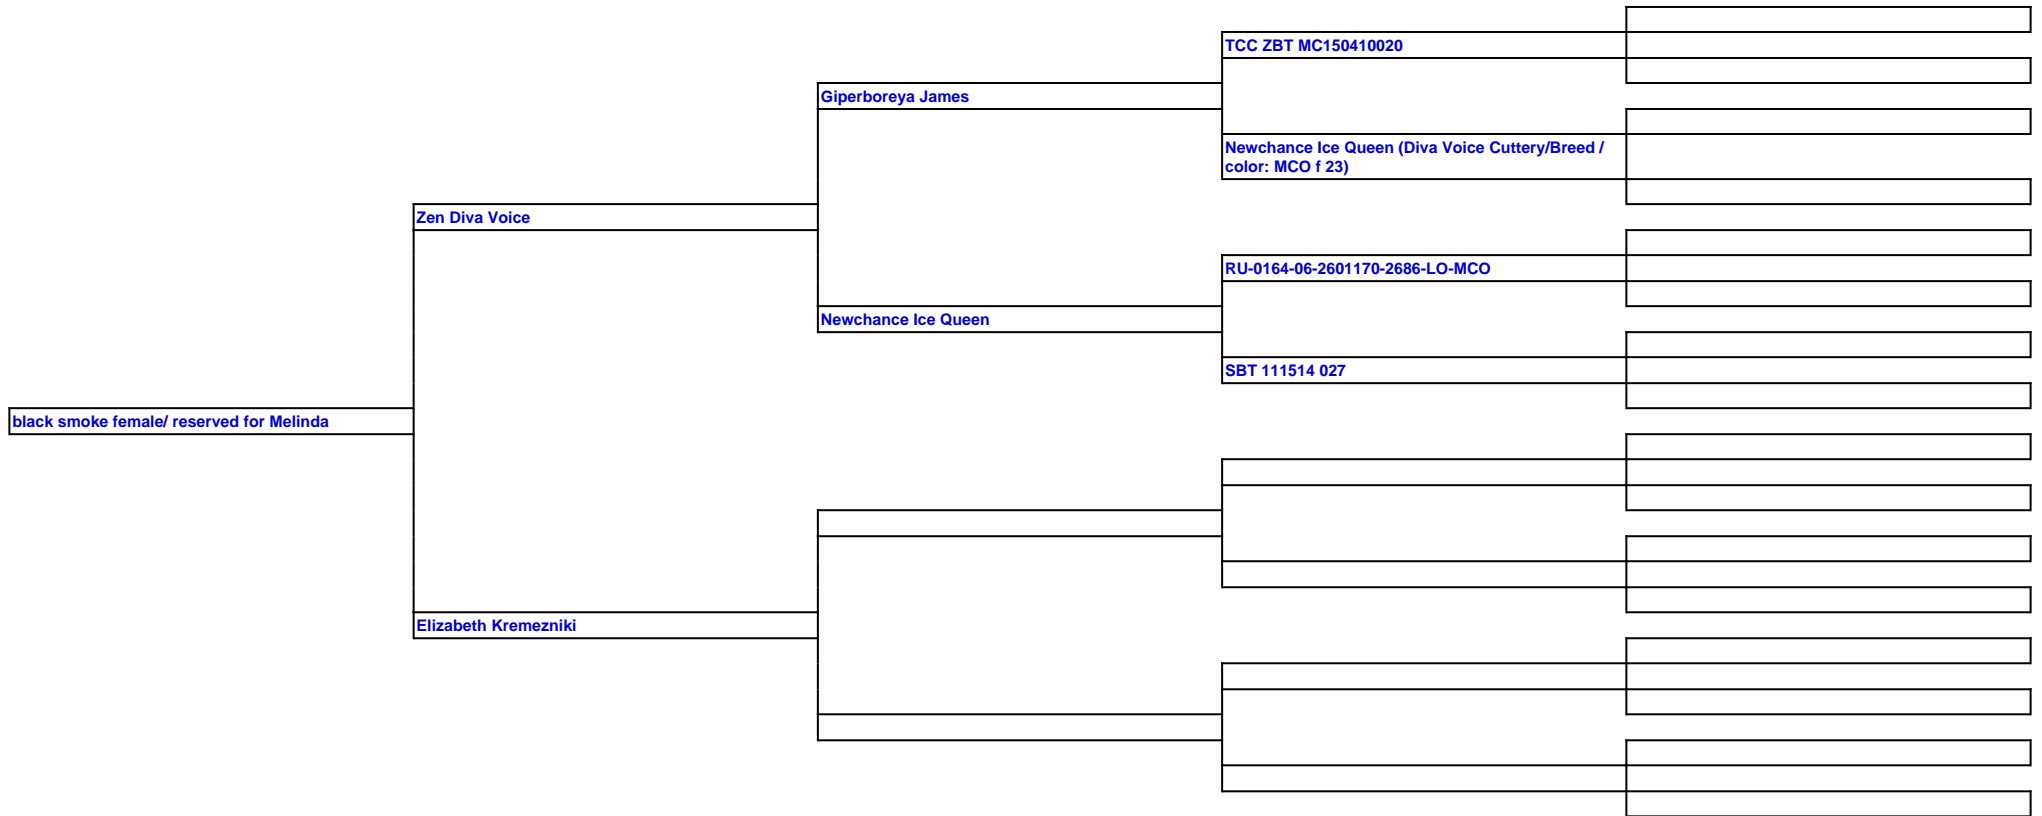 TCC ZBT MC150410020
Giperboreya James
Newchance Ice Queen (Diva Voice Cuttery/Breed /
color: MCO f 23)
Zen Diva Voice
RU-0164-06-2601170-2686-LO-MCO
Newchance Ice Queen
SBT 111514 027
black smoke female/ reserved for Melinda
Elizabeth Kremezniki